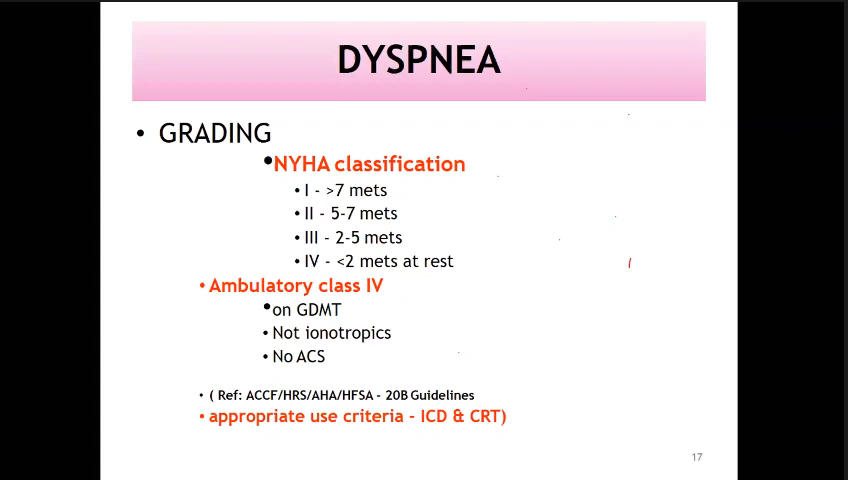 DYSPNEA
• GRADING
•NYHA classification
•I - >7 mets
•II - 5-7 mets
•III - 2-5 mets
•IV - <2 mets at rest
•Ambulatory class IV
•on GDMT
•Not ionotropics
•No ACS
•( Ref: ACCF/HRS/AHA/HFSA - 20B Guidelines
•appropriate use criteria - ICD & CRT)
17